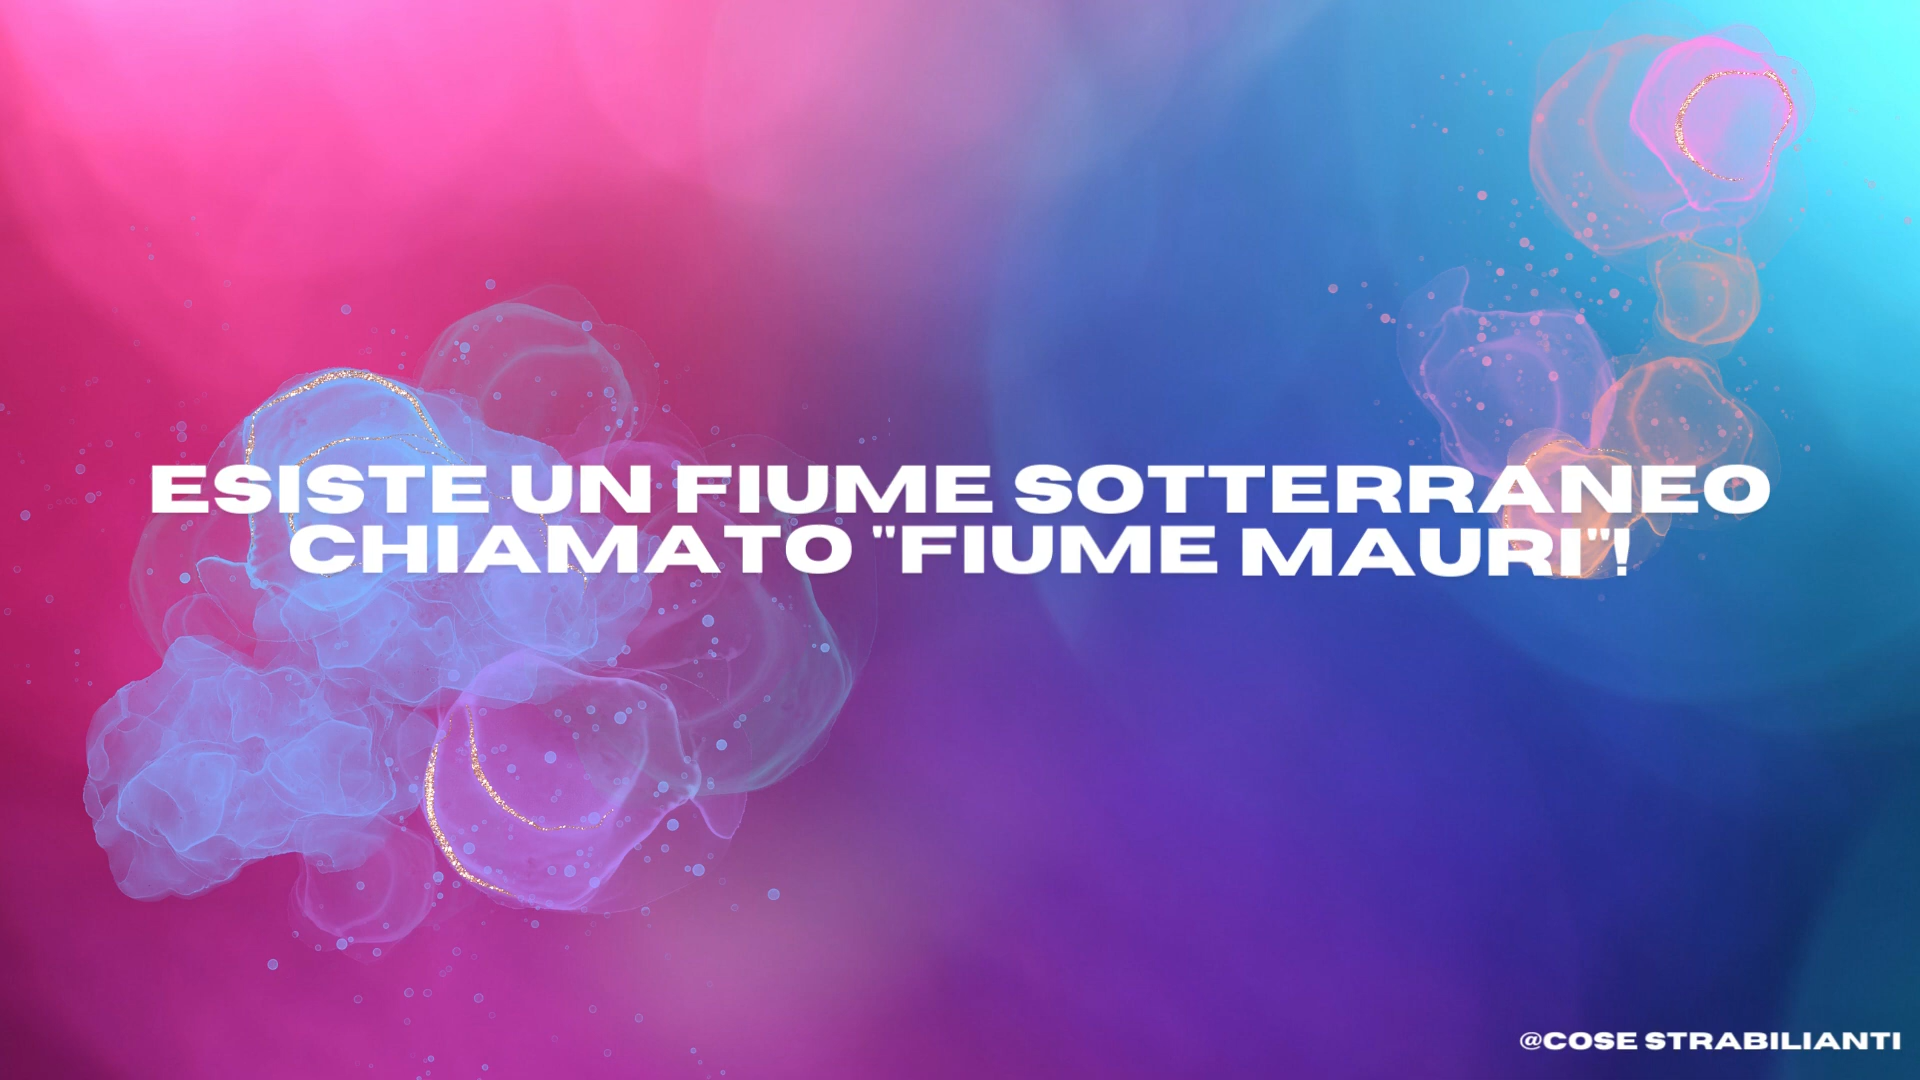 ESISTE UN FIUME SOTTERRANEO
CHIAMATO "FIUME MAURI"!
@COSE STRABILIANTI